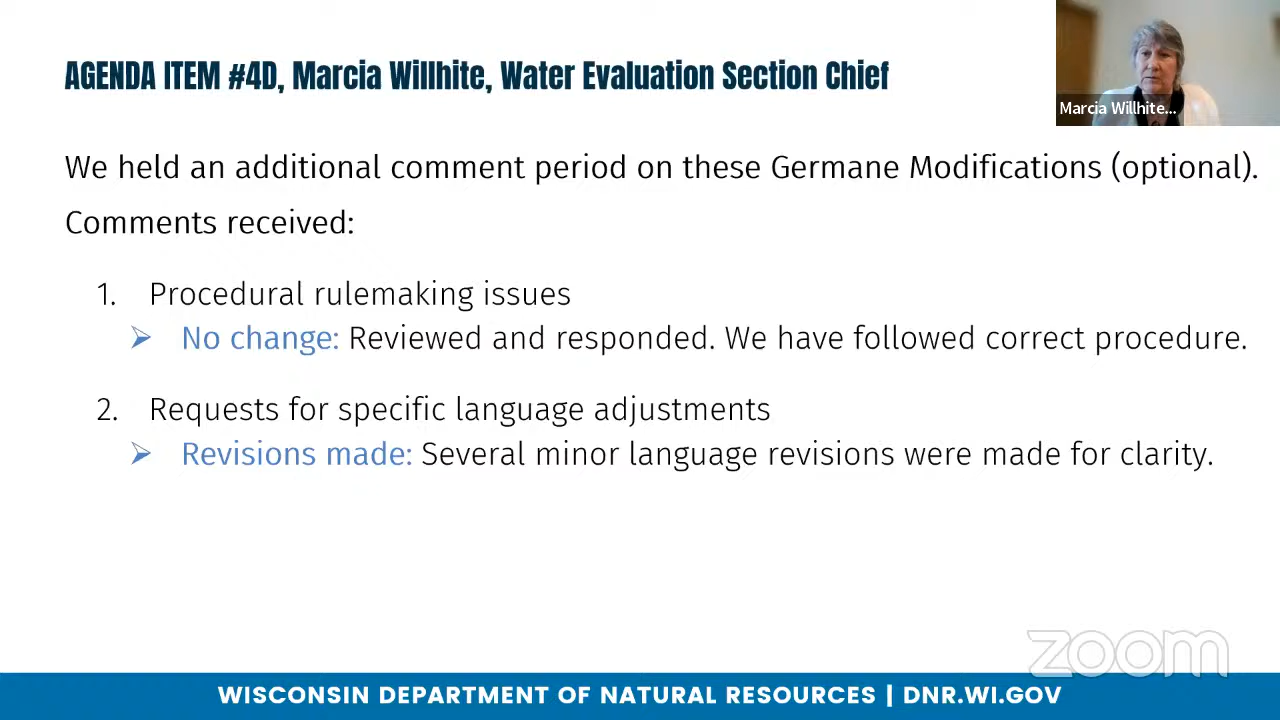 AGENDA ITEM #4D, Marcia Willhite, Water Evaluation Section Chief
Marcia Willhite...
We held an additional comment period on these Germane Modifications (optional).
Comments received:
1. Procedural rulemaking issues
➢ No change: Reviewed and responded. We have followed correct procedure.
2. Requests for specific language adjustments
➢ Revisions made: Several minor language revisions were made for clarity.
zoom
WISCONSIN DEPARTMENT OF NATURAL RESOURCES | DNR.WI.GOV